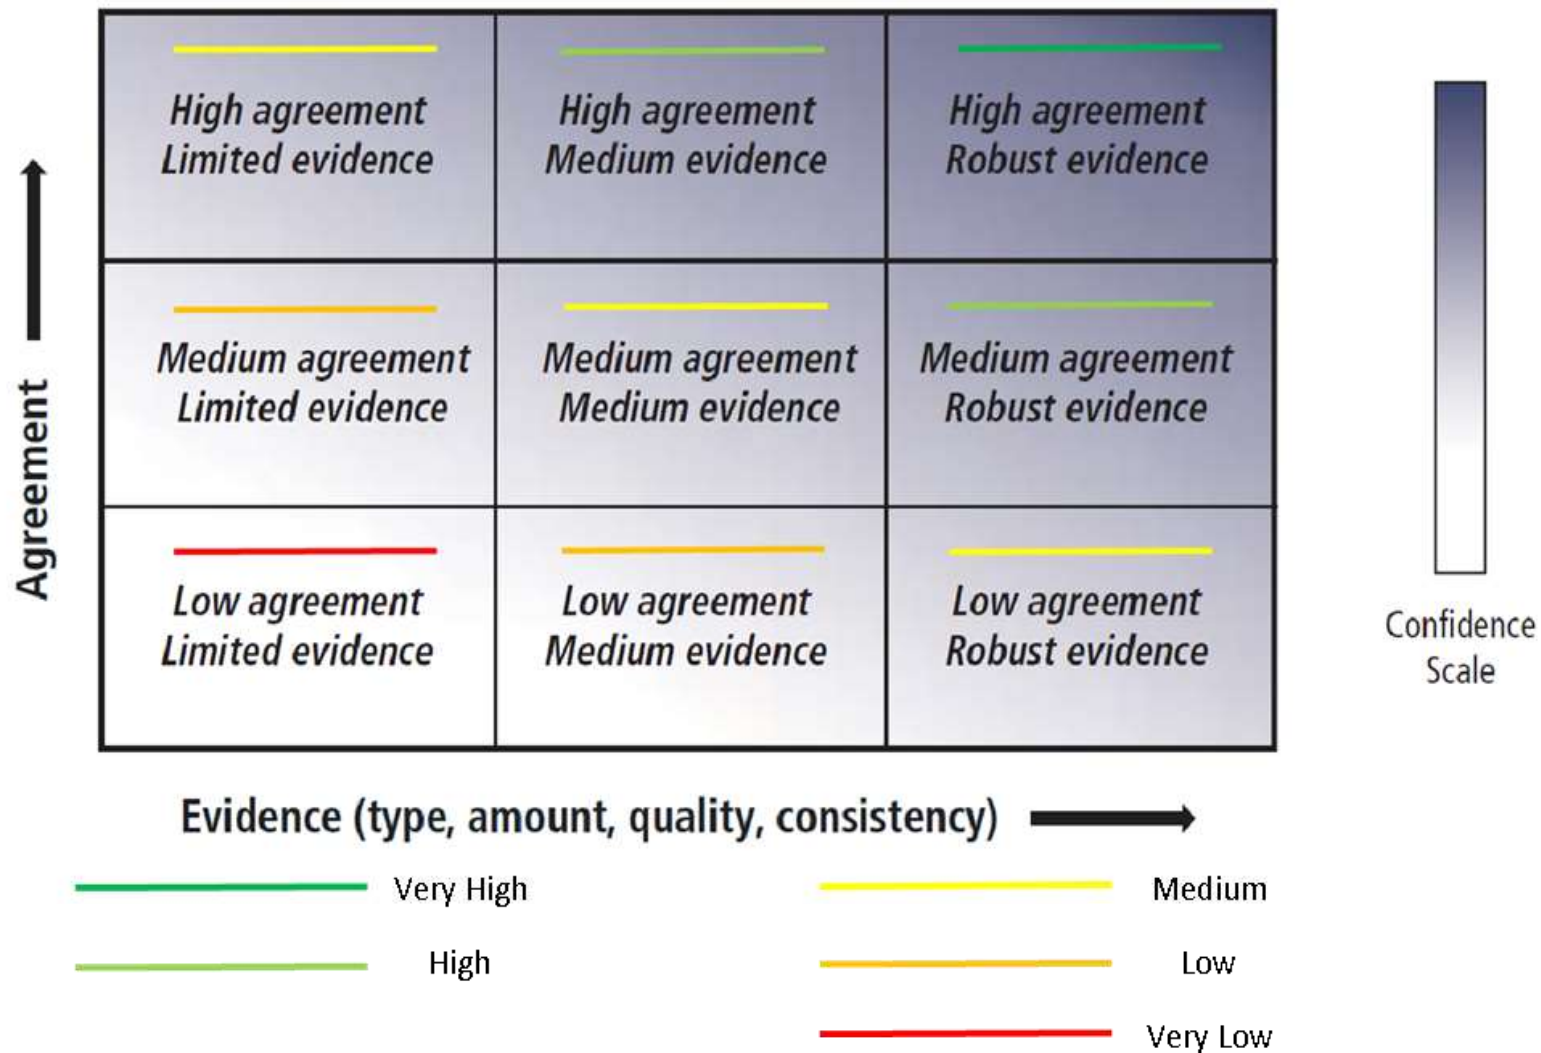 High agreement
Limited evidence
High agreement
Medium evidence
High agreement
Robust evidence
Medium agreement
Limited evidence
Medium agreement
Medium evidence
Medium agreement
Robust evidence
Low agreement
Limited evidence
Low agreement
Medium evidence
Low agreement
Robust evidence
Agreement
Confidence
Scale
Evidence (type, amount, quality, consistency)
Very High
Medium
High
Low
Very Low